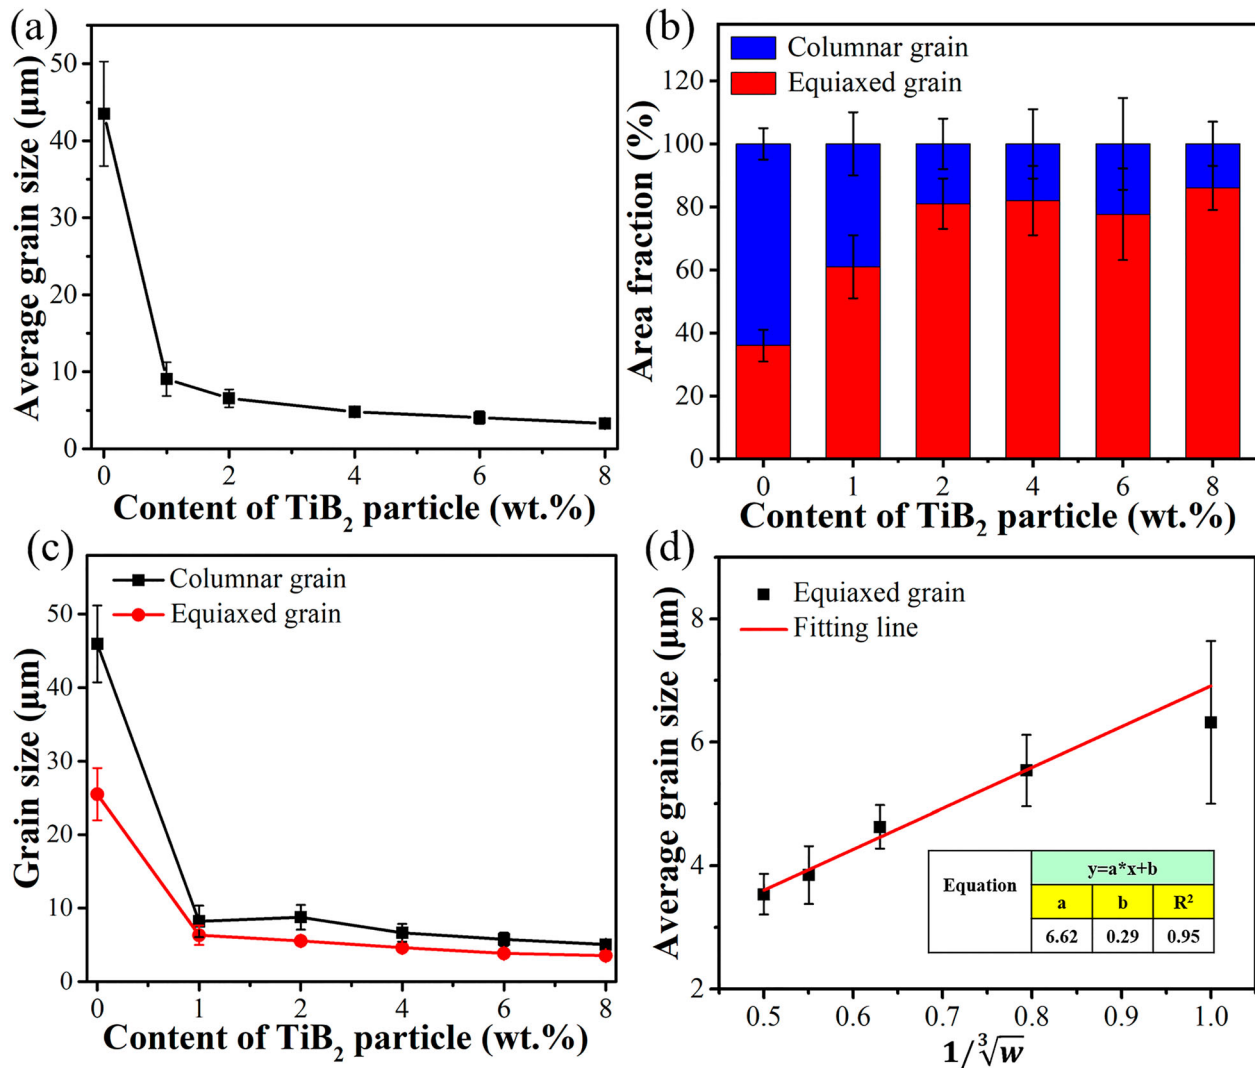 (a)
Average grain size (μm)
50
40
30
20
10
0
0 2 4 6 8
Content of TiB₂ particle (wt.%)
(b)
Columnar grain
Equiaxed grain
Area fraction (%)
120
100
80
60
40
20
0
0 1 2 4 6 8
Content of TiB₂ particle (wt.%)
(c)
Columnar grain
Equiaxed grain
Grain size (μm)
50
40
30
20
10
0
0 1 2 4 6 8
Content of TiB₂ particle (wt.%)
(d)
Equiaxed grain
Fitting line
Average grain size (μm)
8
6
4
2
Equation
y=a*x+b
a b R²
6.62 0.29 0.95
0.5 0.6 0.7 0.8 0.9 1.0
1/∛w